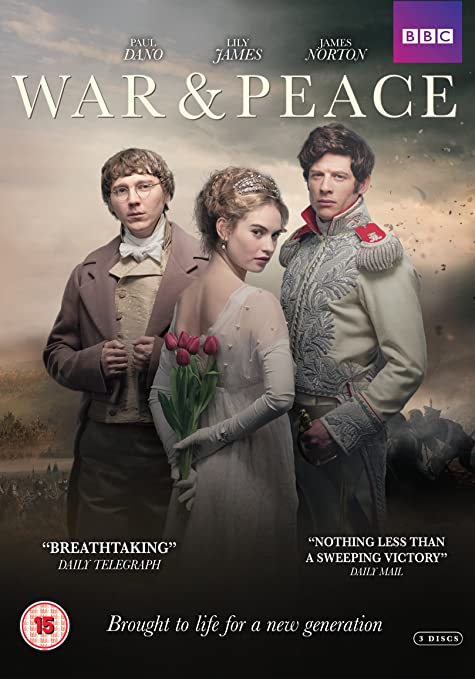 PAUL DANO
LILY JAMES
JAMES NORTON
BBC
WAR & PEACE
“BREATHTAKING”
DAILY TELEGRAPH
“NOTHING LESS THAN
A SWEEPING VICTORY”
DAILY MAIL
15
Brought to life for a new generation
3 DISCS